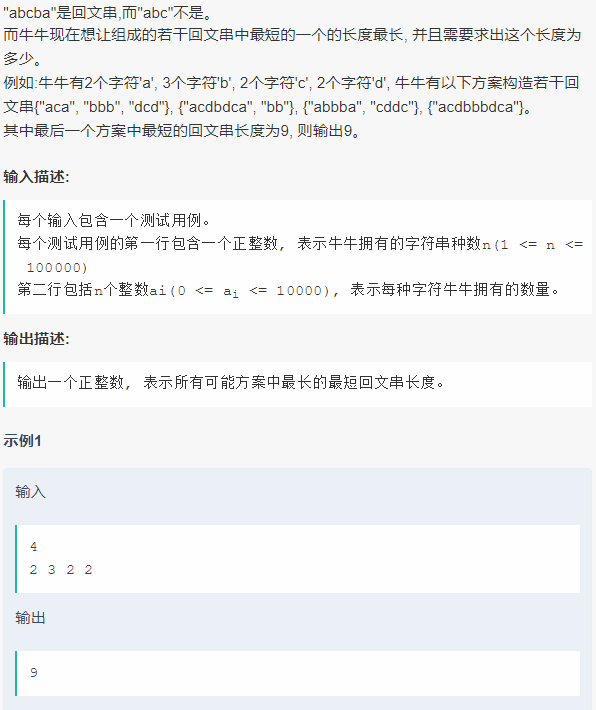 "abcba"是回文串,而"abc"不是。
而牛牛现在想让组成的若干回文串中最短的一个的长度最长, 并且需要求出这个长度为
多少。
例如:牛牛有2个字符'a', 3个字符'b', 2个字符'c', 2个字符'd', 牛牛有以下方案构造若干回
文串{"aca", "bbb", "dcd"}, {"acdbdca", "bb"}, {"abbba", "cddc"}, {"acdbbbdca"}。
其中最后一个方案中最短的回文串长度为9, 则输出9。
输入描述:
每个输入包含一个测试用例。
每个测试用例的第一行包含一个正整数, 表示牛牛拥有的字符串种数n(1 <= n <=
100000)
第二行包括n个整数ai(0 <= ai <= 10000), 表示每种字符牛牛拥有的数量。
输出描述:
输出一个正整数, 表示所有可能方案中最长的最短回文串长度。
示例1
输入
4
2 3 2 2
输出
9